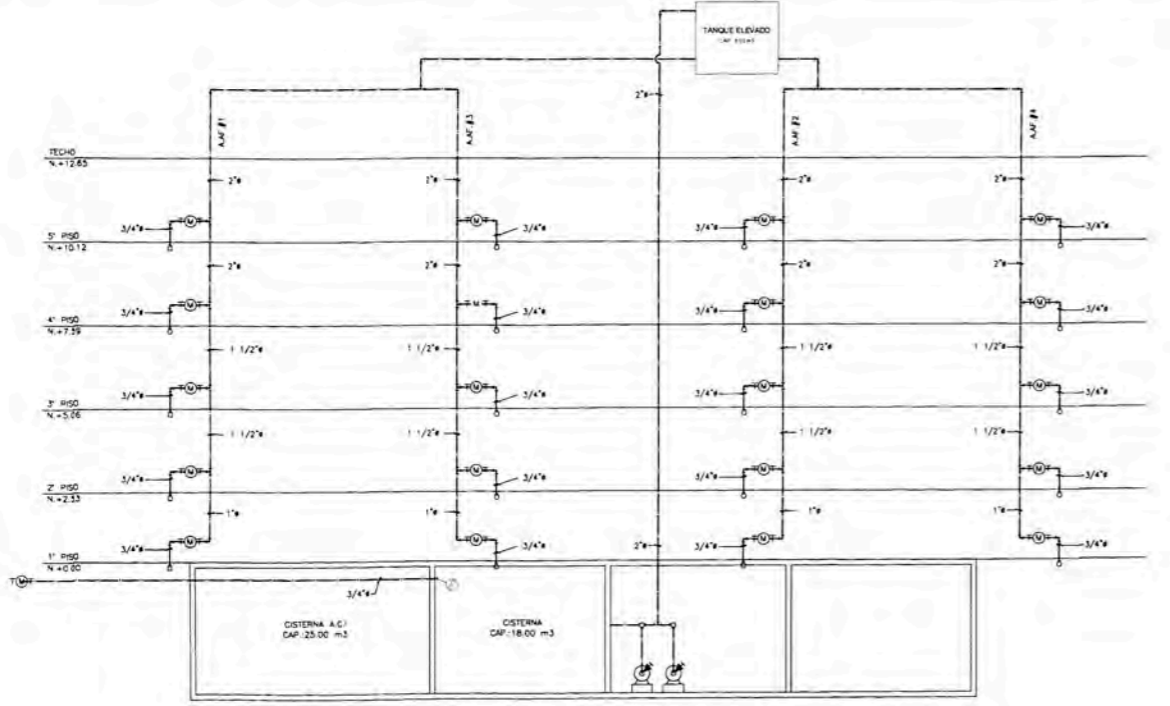 TANQUE ELEVADO
2"ø
A.AF.#1
A.AF.#3
A.AF.#2
A.AF.#4
TECHO
N.+12.65
2"ø
2"ø
2"ø
2"ø
M
M
M
M
3/4"ø
3/4"ø
3/4"ø
3/4"ø
5° PISO
N.+10.12
2"ø
2"ø
2"ø
2"ø
M
M
M
M
3/4"ø
3/4"ø
3/4"ø
3/4"ø
4° PISO
N.+7.59
1 1/2"ø
1 1/2"ø
1 1/2"ø
1 1/2"ø
M
M
M
M
3/4"ø
3/4"ø
3/4"ø
3/4"ø
3° PISO
N.+5.06
1 1/2"ø
1 1/2"ø
1 1/2"ø
1 1/2"ø
M
M
M
M
3/4"ø
3/4"ø
3/4"ø
3/4"ø
2° PISO
N.+2.53
1"ø
1"ø
1"ø
1"ø
M
M
M
M
3/4"ø
3/4"ø
2"ø
3/4"ø
3/4"ø
1° PISO
N.+0.00
M
3/4"ø
CISTERNA A.C.I
CAP.:25.00 m3
CISTERNA
CAP.:18.00 m3